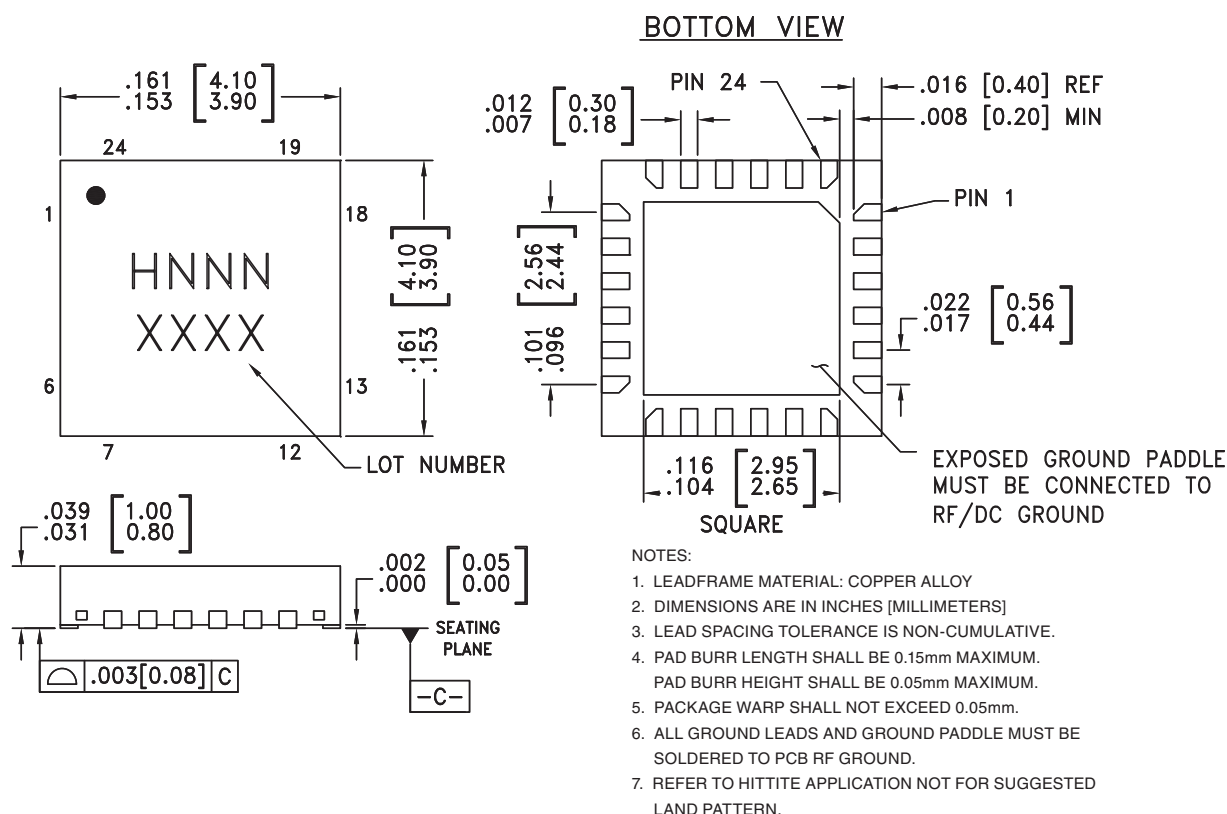 BOTTOM VIEW
.161 [4.10]
.153 [3.90]
24
19
1
18
HNNN
XXXX
6
13
7
12
LOT NUMBER
.161 [4.10]
.153 [3.90]
PIN 24
.012 [0.30]
.007 [0.18]
.016 [0.40] REF
.008 [0.20] MIN
PIN 1
.101 [2.56]
.096 [2.44]
.022 [0.56]
.017 [0.44]
.116 [2.95]
.104 [2.65]
SQUARE
EXPOSED GROUND PADDLE
MUST BE CONNECTED TO
RF/DC GROUND
.039 [1.00]
.031 [0.80]
.002 [0.05]
.000 [0.00]
SEATING
PLANE
.003[0.08] C
-C-
NOTES:
1. LEADFRAME MATERIAL: COPPER ALLOY
2. DIMENSIONS ARE IN INCHES [MILLIMETERS]
3. LEAD SPACING TOLERANCE IS NON-CUMULATIVE.
4. PAD BURR LENGTH SHALL BE 0.15mm MAXIMUM.
PAD BURR HEIGHT SHALL BE 0.05mm MAXIMUM.
5. PACKAGE WARP SHALL NOT EXCEED 0.05mm.
6. ALL GROUND LEADS AND GROUND PADDLE MUST BE
SOLDERED TO PCB RF GROUND.
7. REFER TO HITTITE APPLICATION NOT FOR SUGGESTED
LAND PATTERN.